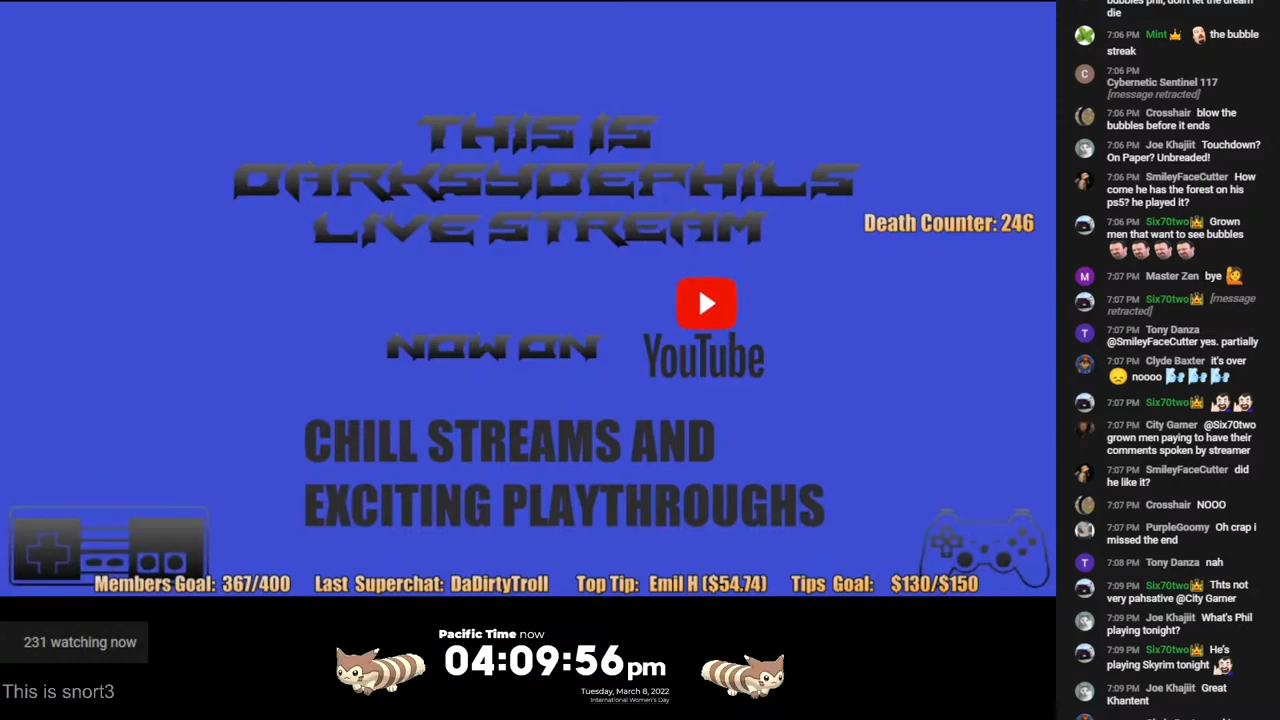 THIS IS
DARKSYDEPHILS
LIVE STREAM
Death Counter: 246
NOW ON
YouTube
CHILL STREAMS AND
EXCITING PLAYTHROUGHS
Members Goal: 367/400 Last Superchat: DaDirtyTroll Top Tip: Emil H ($54.74) Tips Goal: $130/$150
231 watching now
This is snort3
Pacific Time now
04:09:56pm
Tuesday, March 8, 2022
International Women's Day
bubbles phil, don't let the dream
die
7:06 PM Mint the bubble
streak
C
7:06 PM
Cybernetic Sentinel 117
[message retracted]
7:06 PM Crosshair blow the
bubbles before it ends
7:06 PM Joe Khajiit Touchdown?
On Paper? Unbreaded!
7:06 PM SmileyFaceCutter How
come he has the forest on his
ps5? he played it?
7:06 PM Six70two Grown
men that want to see bubbles
M 7:07 PM Master Zen bye
7:07 PM Six70two [message
retracted]
T 7:07 PM Tony Danza
@SmileyFaceCutter yes. partially
7:07 PM Clyde Baxter it's over
noooo
7:07 PM Six70two
7:07 PM City Gamer @Six70two
grown men paying to have their
comments spoken by streamer
7:07 PM SmileyFaceCutter did
he like it?
7:07 PM Crosshair NOOO
7:07 PM PurpleGoomy Oh crap i
missed the end
T 7:08 PM Tony Danza nah
7:09 PM Six70two Thts not
very pahsative @City Gamer
7:09 PM Joe Khajiit What's Phil
playing tonight?
7:09 PM Six70two He's
playing Skyrim tonight
7:09 PM Joe Khajiit Great
Khantent